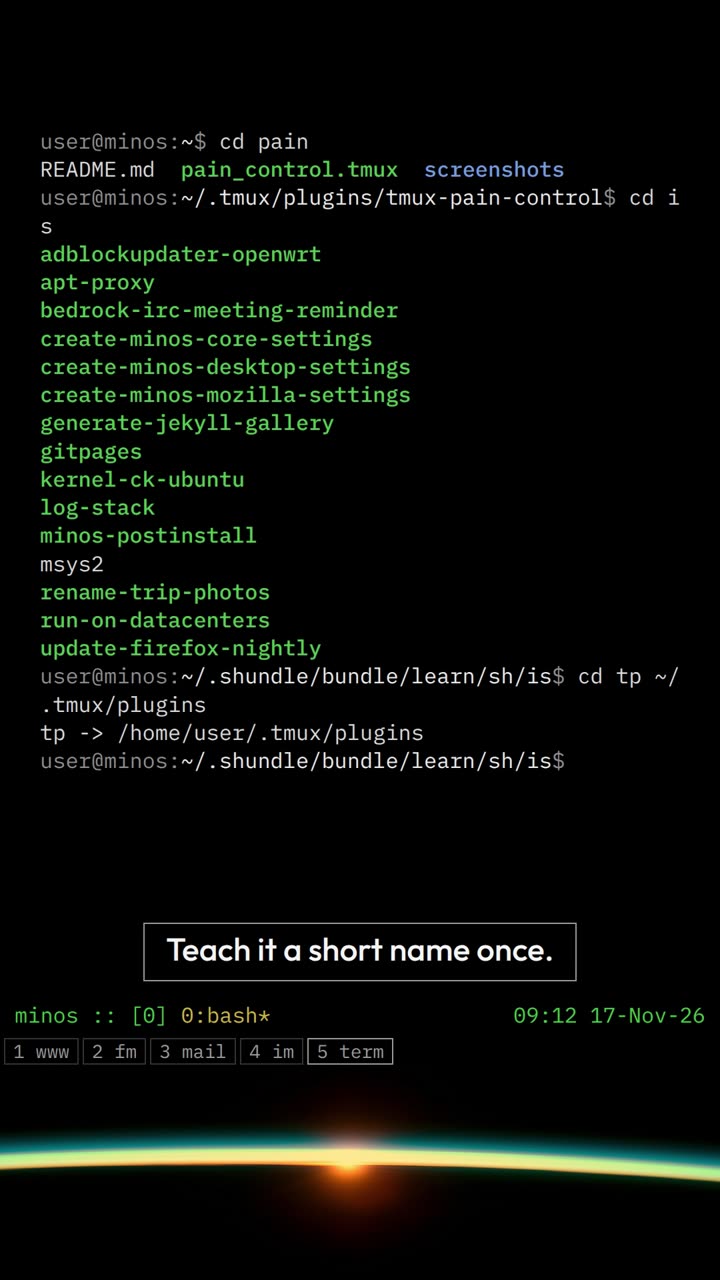 user@minos:~$ cd pain
README.md  pain_control.tmux  screenshots
user@minos:~/.tmux/plugins/tmux-pain-control$ cd i
s
adblockupdater-openwrt
apt-proxy
bedrock-irc-meeting-reminder
create-minos-core-settings
create-minos-desktop-settings
create-minos-mozilla-settings
generate-jekyll-gallery
gitpages
kernel-ck-ubuntu
log-stack
minos-postinstall
msys2
rename-trip-photos
run-on-datacenters
update-firefox-nightly
user@minos:~/.shundle/bundle/learn/sh/is$ cd tp ~/
.tmux/plugins
tp -> /home/user/.tmux/plugins
user@minos:~/.shundle/bundle/learn/sh/is$
Teach it a short name once.
minos :: [0] 0:bash* 09:12 17-Nov-26
1 www 2 fm 3 mail 4 im 5 term